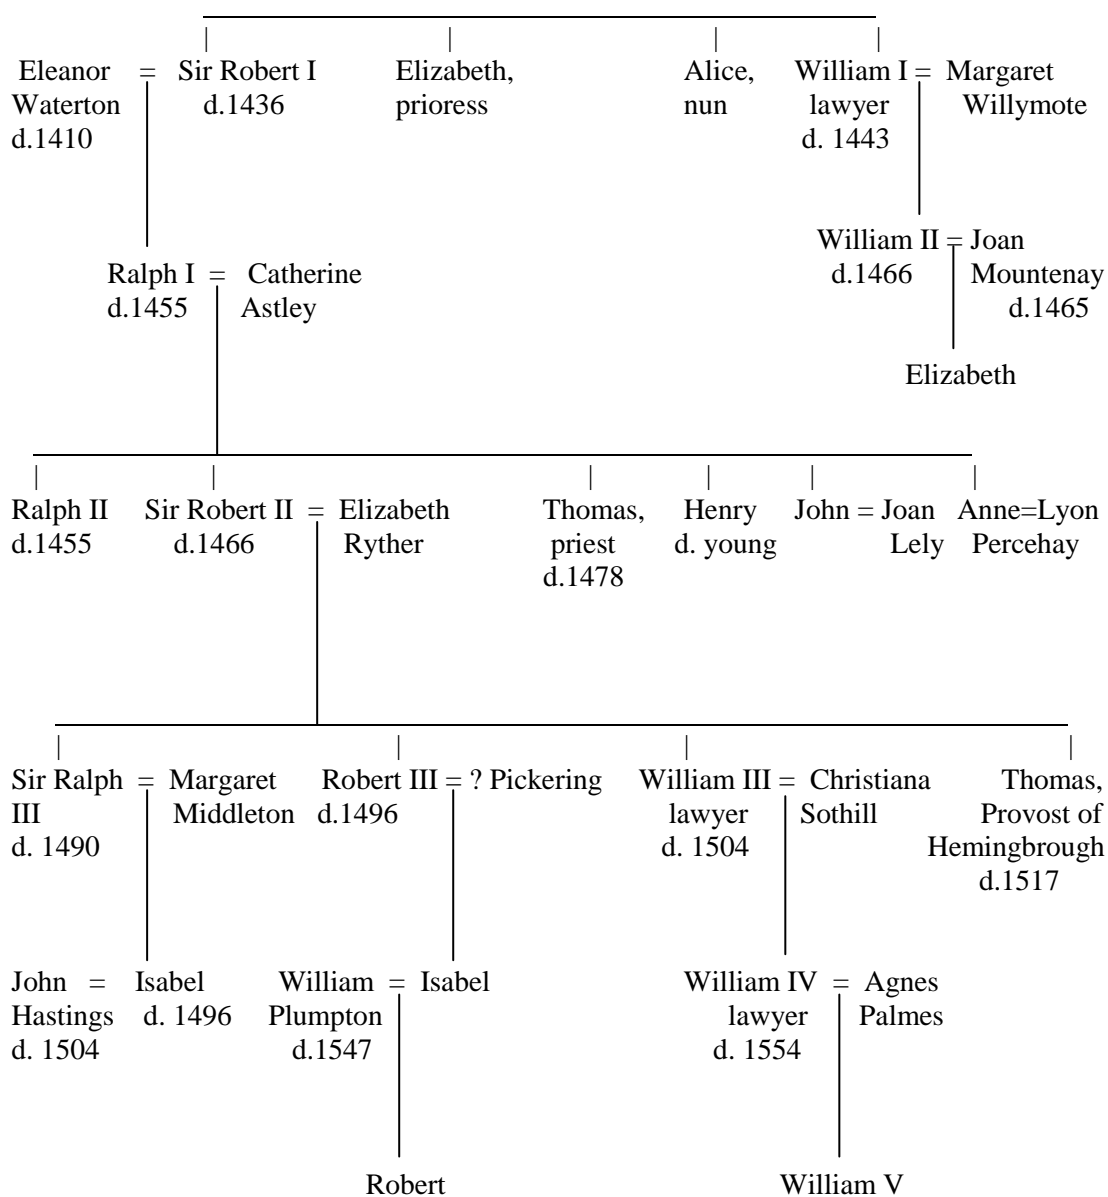 Eleanor = Sir Robert I Elizabeth, Alice, William I = Margaret
Waterton d.1436 prioress nun lawyer Willymote
d.1410 d. 1443
William II = Joan
Ralph I = Catherine d.1466 Mountenay
d.1455 Astley d.1465
Elizabeth
Ralph II Sir Robert II = Elizabeth Thomas, Henry John = Joan Anne=Lyon
d.1455 d.1466 Ryther priest d. young Lely Percehay
d.1478
Sir Ralph = Margaret Robert III = ? Pickering William III = Christiana Thomas,
III Middleton d.1496 lawyer Sothill Provost of
d. 1490 d. 1504 Hemingbrough
d.1517
John = Isabel William = Isabel William IV = Agnes
Hastings d. 1496 Plumpton lawyer Palmes
d. 1504 d.1547 d. 1554
Robert William V